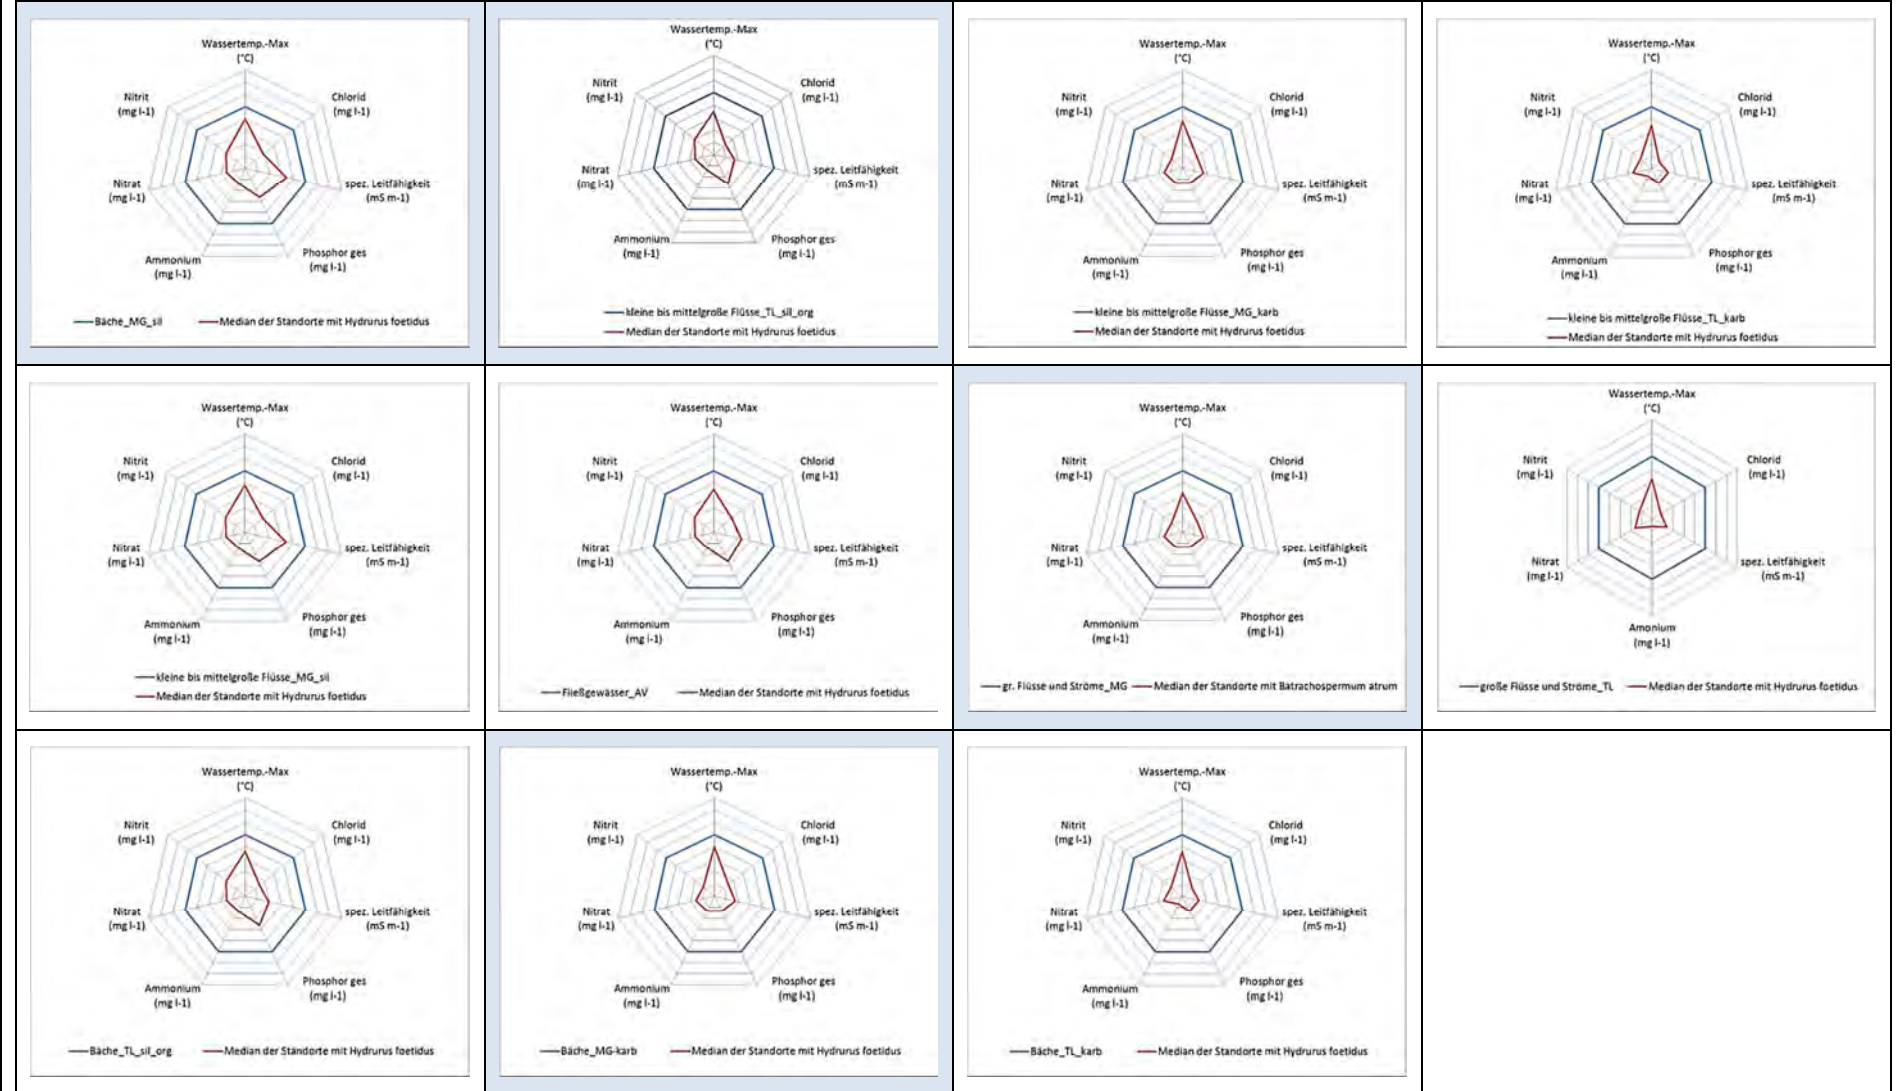 Wassertemp.-Max
(°C)
Nitrit
(mg l-1)
Chlorid
(mg l-1)
Nitrat
(mg l-1)
spez. Leitfähigkeit
(mS m-1)
Ammonium
(mg l-1)
Phosphor ges
(mg l-1)
Bäche_MG_sil
Median der Standorte mit Hydrurus foetidus
Wassertemp.-Max
(°C)
Nitrit
(mg l-1)
Chlorid
(mg l-1)
Nitrat
(mg l-1)
spez. Leitfähigkeit
(mS m-1)
Ammonium
(mg l-1)
Phosphor ges
(mg l-1)
kleine bis mittelgroße Flüsse_TL_sil_org
Median der Standorte mit Hydrurus foetidus
Wassertemp.-Max
(°C)
Nitrit
(mg l-1)
Chlorid
(mg l-1)
Nitrat
(mg l-1)
spez. Leitfähigkeit
(mS m-1)
Ammonium
(mg l-1)
Phosphor ges
(mg l-1)
kleine bis mittelgroße Flüsse_MG_karb
Median der Standorte mit Hydrurus foetidus
Wassertemp.-Max
(°C)
Nitrit
(mg l-1)
Chlorid
(mg l-1)
Nitrat
(mg l-1)
spez. Leitfähigkeit
(mS m-1)
Ammonium
(mg l-1)
Phosphor ges
(mg l-1)
kleine bis mittelgroße Flüsse_TL_karb
Median der Standorte mit Hydrurus foetidus
Wassertemp.-Max
(°C)
Nitrit
(mg l-1)
Chlorid
(mg l-1)
Nitrat
(mg l-1)
spez. Leitfähigkeit
(mS m-1)
Ammonium
(mg l-1)
Phosphor ges
(mg l-1)
kleine bis mittelgroße Flüsse_MG_sil
Median der Standorte mit Hydrurus foetidus
Wassertemp.-Max
(°C)
Nitrit
(mg l-1)
Chlorid
(mg l-1)
Nitrat
(mg l-1)
spez. Leitfähigkeit
(mS m-1)
Ammonium
(mg l-1)
Phosphor ges
(mg l-1)
Fließgewässer_AV
Median der Standorte mit Hydrurus foetidus
Wassertemp.-Max
(°C)
Nitrit
(mg l-1)
Chlorid
(mg l-1)
Nitrat
(mg l-1)
spez. Leitfähigkeit
(mS m-1)
Ammonium
(mg l-1)
Phosphor ges
(mg l-1)
gr. Flüsse und Ströme_MG
Median der Standorte mit Batrachospermum atrum
Wassertemp.-Max
(°C)
Nitrit
(mg l-1)
Chlorid
(mg l-1)
Nitrat
(mg l-1)
spez. Leitfähigkeit
(mS m-1)
Amonium
(mg l-1)
große Flüsse und Ströme_TL
Median der Standorte mit Hydrurus foetidus
Wassertemp.-Max
(°C)
Nitrit
(mg l-1)
Chlorid
(mg l-1)
Nitrat
(mg l-1)
spez. Leitfähigkeit
(mS m-1)
Ammonium
(mg l-1)
Phosphor ges
(mg l-1)
Bäche_TL_sil_org
Median der Standorte mit Hydrurus foetidus
Wassertemp.-Max
(°C)
Nitrit
(mg l-1)
Chlorid
(mg l-1)
Nitrat
(mg l-1)
spez. Leitfähigkeit
(mS m-1)
Ammonium
(mg l-1)
Phosphor ges
(mg l-1)
Bäche_MG-karb
Median der Standorte mit Hydrurus foetidus
Wassertemp.-Max
(°C)
Nitrit
(mg l-1)
Chlorid
(mg l-1)
Nitrat
(mg l-1)
spez. Leitfähigkeit
(mS m-1)
Ammonium
(mg l-1)
Phosphor ges
(mg l-1)
Bäche_TL_karb
Median der Standorte mit Hydrurus foetidus